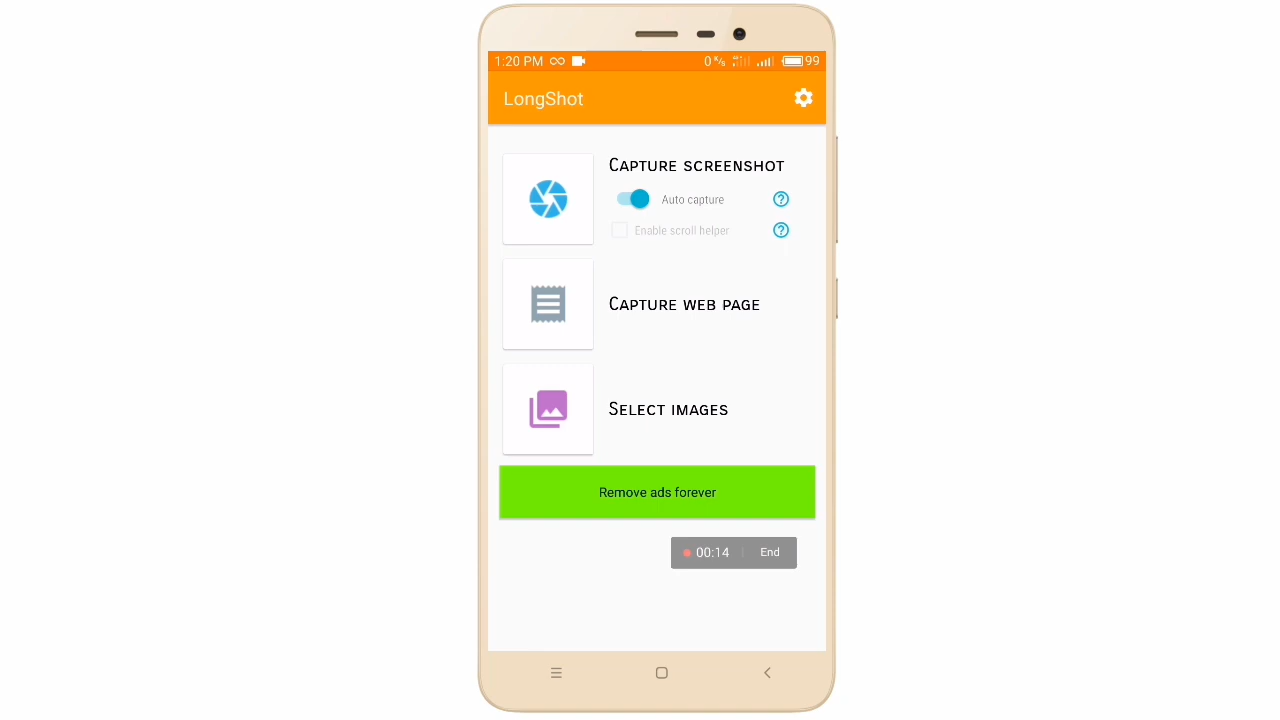 1:20 PM 0 K/s 99
LongShot
Capture screenshot
Auto capture
Enable scroll helper
Capture web page
Select images
Remove ads forever
00:14 End